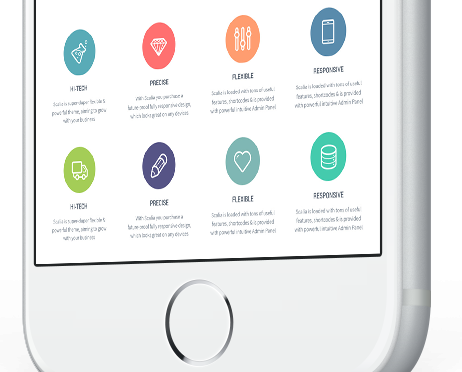 HI-TECH
Scalia is super-deper flexible &
powerful theme, aiming to grow
with your business
PRECISE
With Scalia you purchase a
future-proof fully responsive design,
which looks great on any devices
FLEXIBLE
Scalia is loaded with tons of useful
features, shortcodes & is provided
with powerful intuitive Admin Panel
RESPONSIVE
Scalia is loaded with tons of useful
features, shortcodes & is provided
with powerful intuitive Admin Panel
HI-TECH
Scalia is super-deper flexible &
powerful theme, aiming to grow
with your business
PRECISE
With Scalia you purchase a
future-proof fully responsive design,
which looks great on any devices
FLEXIBLE
Scalia is loaded with tons of useful
features, shortcodes & is provided
with powerful intuitive Admin Panel
RESPONSIVE
Scalia is loaded with tons of useful
features, shortcodes & is provided
with powerful intuitive Admin Panel